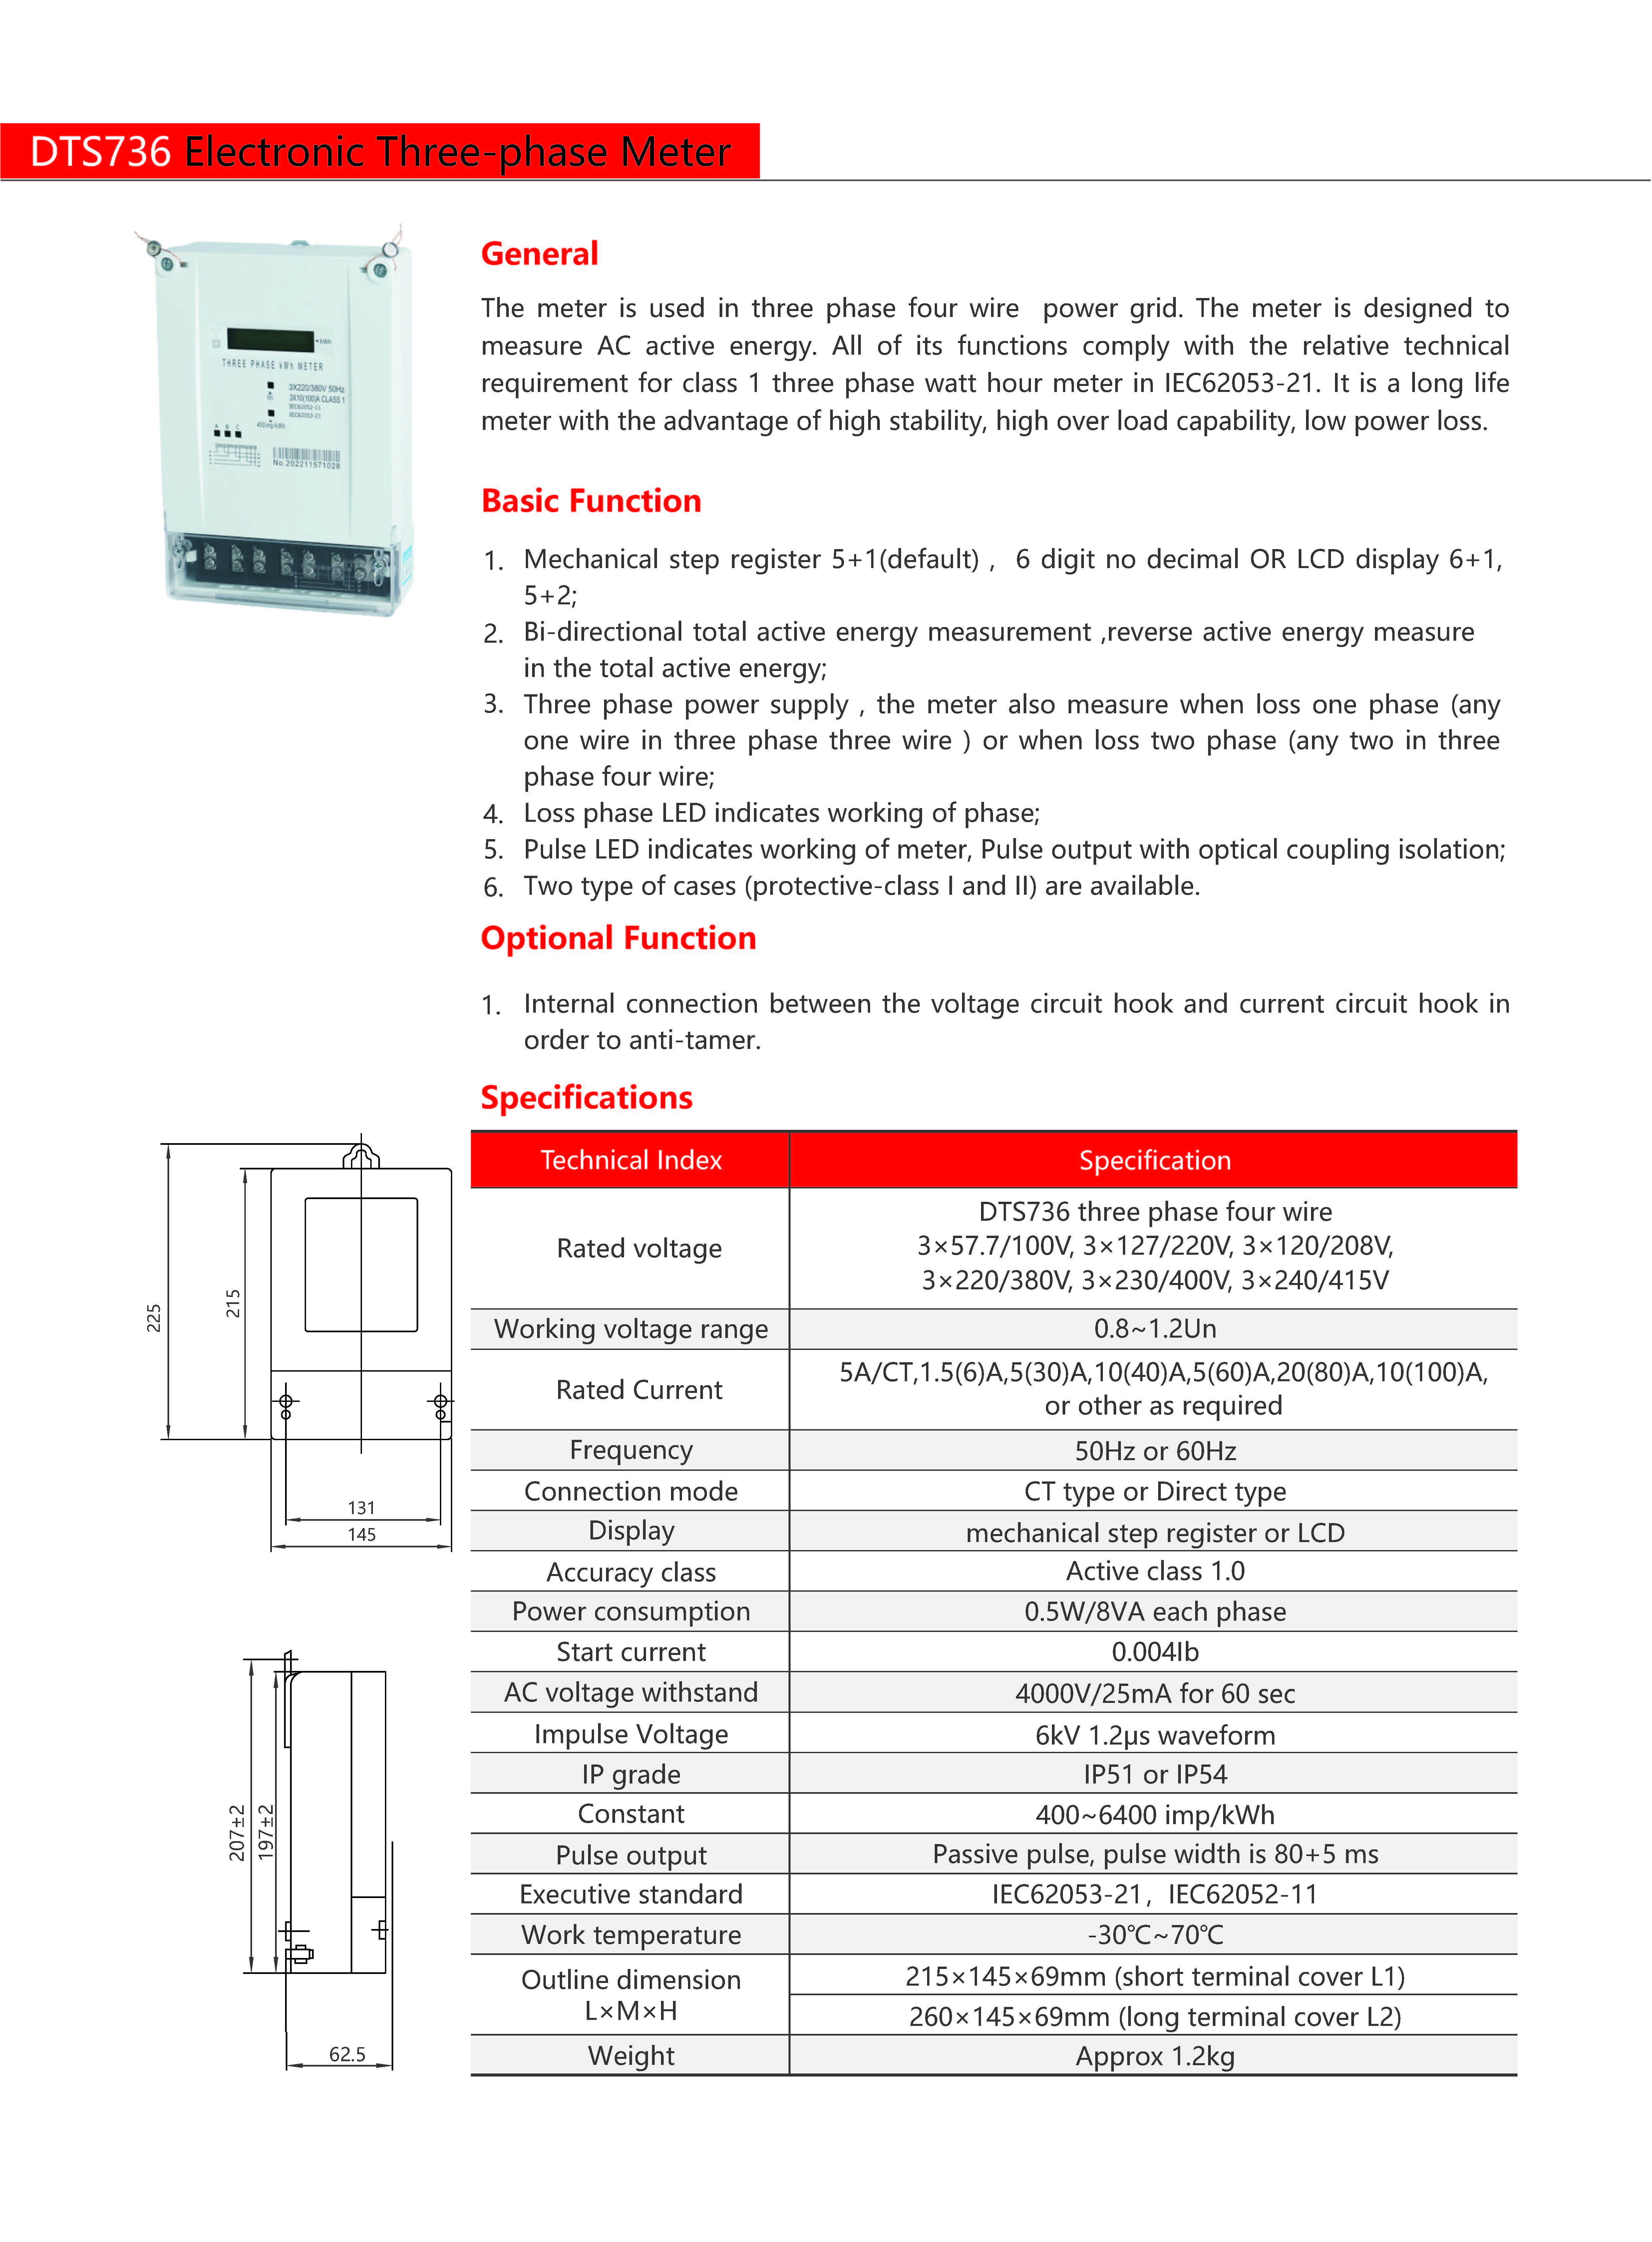 DTS736 Electronic Three-phase Meter
General
The meter is used in three phase four wire power grid. The meter is designed to
measure AC active energy. All of its functions comply with the relative technical
requirement for class 1 three phase watt hour meter in IEC62053-21. It is a long life
meter with the advantage of high stability, high over load capability, low power loss.
kWh
THREE PHASE kWh METER
3X220/380V 50Hz
3X10(100)A CLASS 1
IEC62052-11
IEC62053-21
A B C
No.202211571028
Basic Function
1. Mechanical step register 5+1(default) , 6 digit no decimal OR LCD display 6+1,
5+2;
2. Bi-directional total active energy measurement ,reverse active energy measure
in the total active energy;
3. Three phase power supply , the meter also measure when loss one phase (any
one wire in three phase three wire ) or when loss two phase (any two in three
phase four wire;
4. Loss phase LED indicates working of phase;
5. Pulse LED indicates working of meter, Pulse output with optical coupling isolation;
6. Two type of cases (protective-class I and II) are available.
Optional Function
1. Internal connection between the voltage circuit hook and current circuit hook in
order to anti-tamer.
Specifications
Technical Index Specification
Rated voltage
DTS736 three phase four wire
3×57.7/100V, 3×127/220V, 3×120/208V,
3×220/380V, 3×230/400V, 3×240/415V
Working voltage range 0.8~1.2Un
Rated Current
5A/CT,1.5(6)A,5(30)A,10(40)A,5(60)A,20(80)A,10(100)A,
or other as required
Frequency 50Hz or 60Hz
Connection mode CT type or Direct type
Display mechanical step register or LCD
Accuracy class Active class 1.0
Power consumption 0.5W/8VA each phase
Start current 0.004Ib
AC voltage withstand 4000V/25mA for 60 sec
Impulse Voltage 6kV 1.2μs waveform
IP grade IP51 or IP54
Constant 400~6400 imp/kWh
Pulse output Passive pulse, pulse width is 80+5 ms
Executive standard IEC62053-21, IEC62052-11
Work temperature -30℃~70℃
Outline dimension
L×M×H
215×145×69mm (short terminal cover L1)
260×145×69mm (long terminal cover L2)
Weight Approx 1.2kg
225
215
131
145
207±2
197±2
62.5